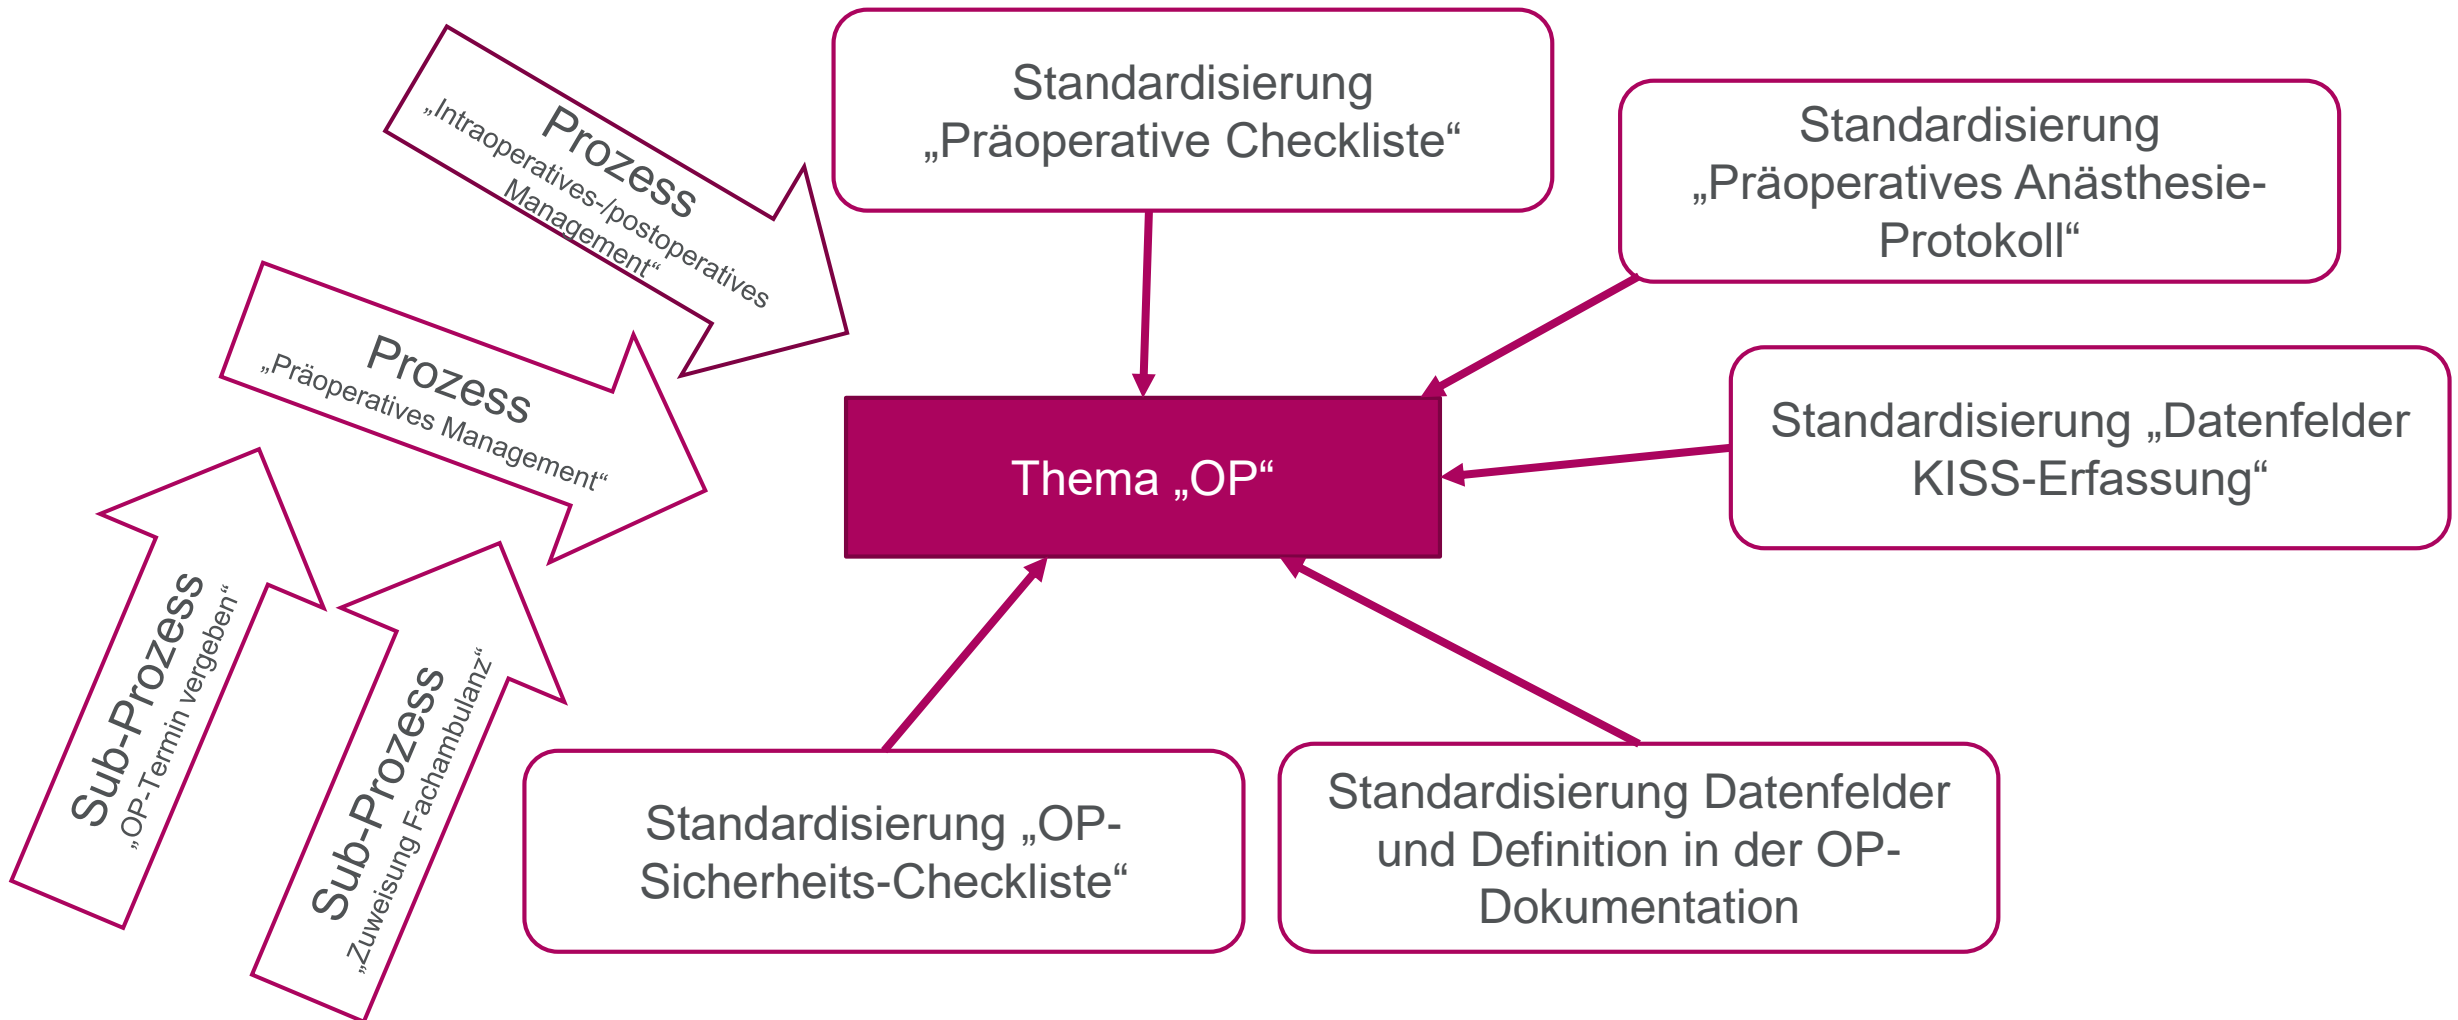 Prozess
„Intraoperatives-/postoperatives
Management“
Standardisierung
„Präoperative Checkliste“
Standardisierung
„Präoperatives Anästhesie-
Protokoll“
Prozess
„Präoperatives Management“
Thema „OP“
Standardisierung „Datenfelder
KISS-Erfassung“
Sub-Prozess
„OP-Termin vergeben“
Sub-Prozess
„Zuweisung Fachambulanz“
Standardisierung „OP-
Sicherheits-Checkliste“
Standardisierung Datenfelder
und Definition in der OP-
Dokumentation